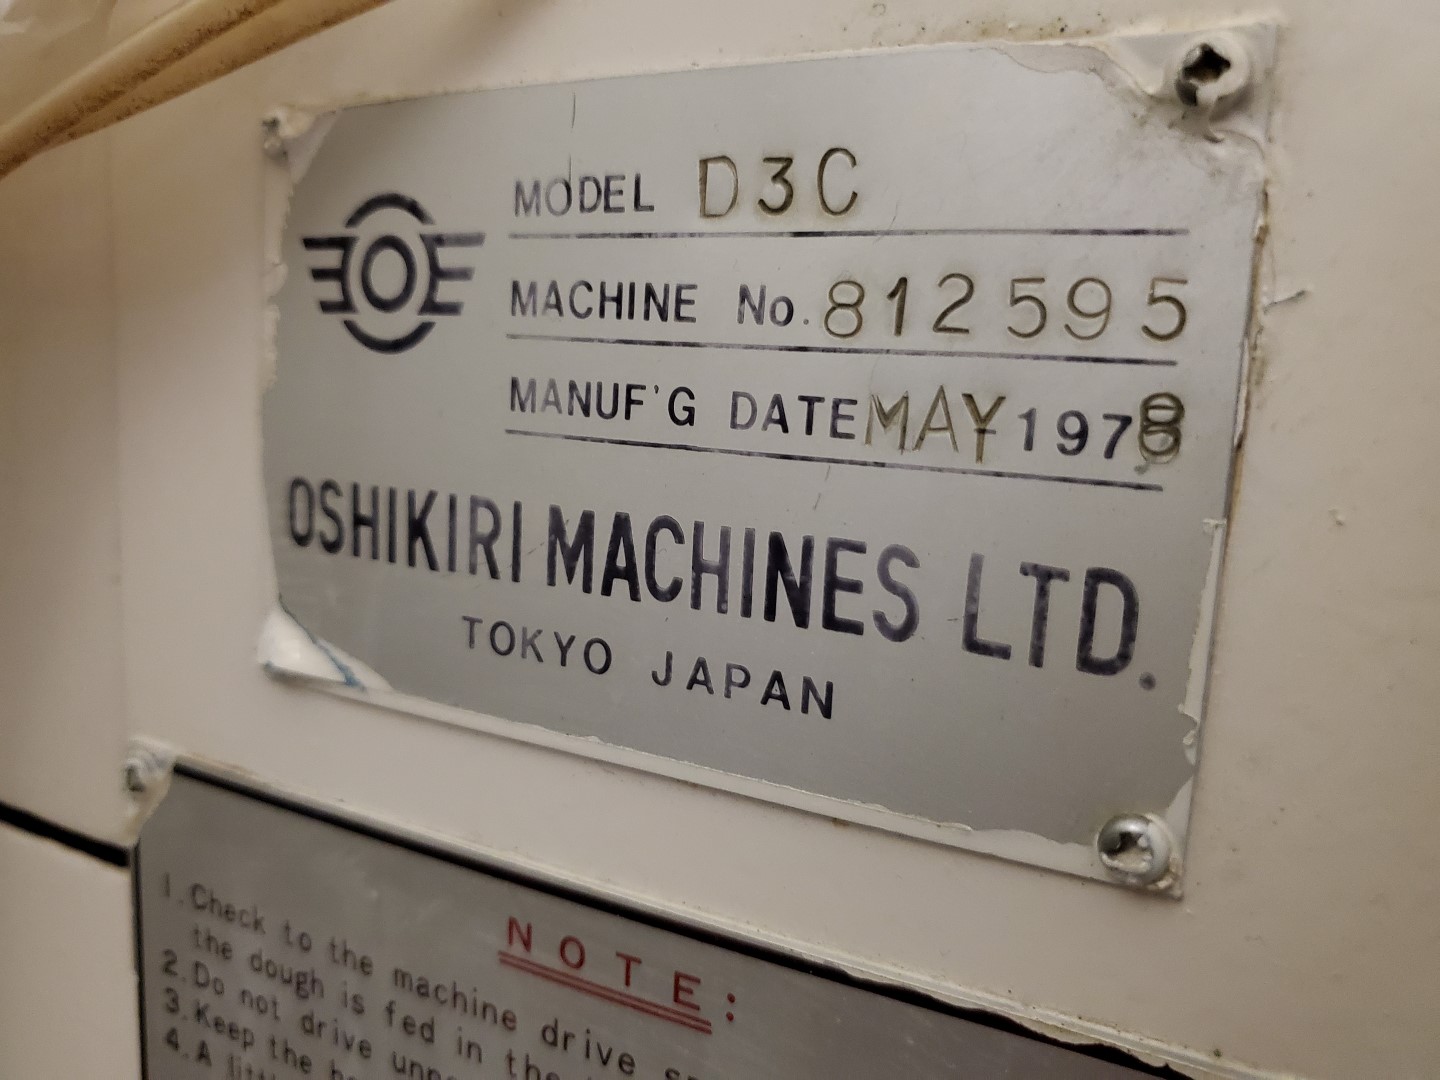 MODEL D3C
MACHINE No. 812595
MANUF'G DATE MAY 1978
OSHIKIRI MACHINES LTD.
TOKYO JAPAN
NOTE:
1. Check to the machine drive
the dough is fed in the
2. Do not drive
3. Keep the
4. A